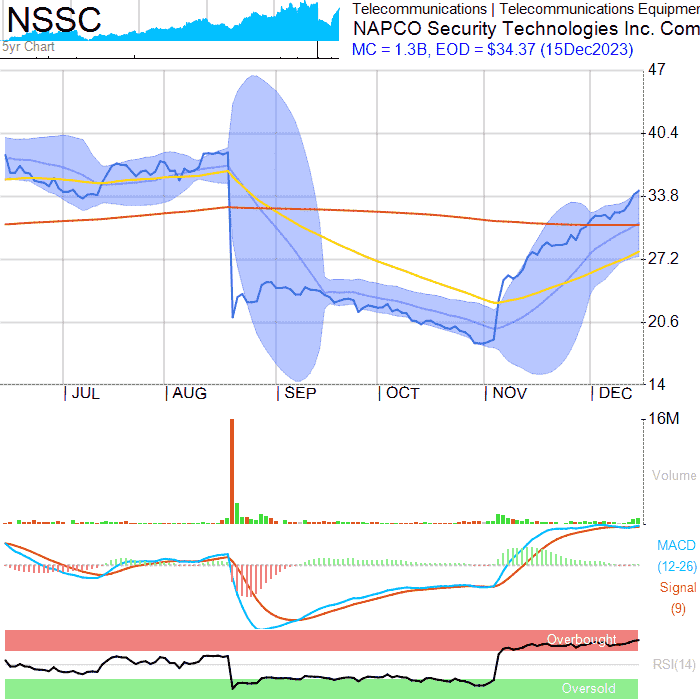 NSSC
5yr Chart
Telecommunications | Telecommunications Equipmen
NAPCO Security Technologies Inc. Com
MC = 1.3B, EOD = $34.37 (15Dec2023)
47
40.4
33.8
27.2
20.6
14
JUL AUG SEP OCT NOV DEC
16M
Volume
MACD
(12-26)
Signal
(9)
Overbought
RSI(14)
Oversold